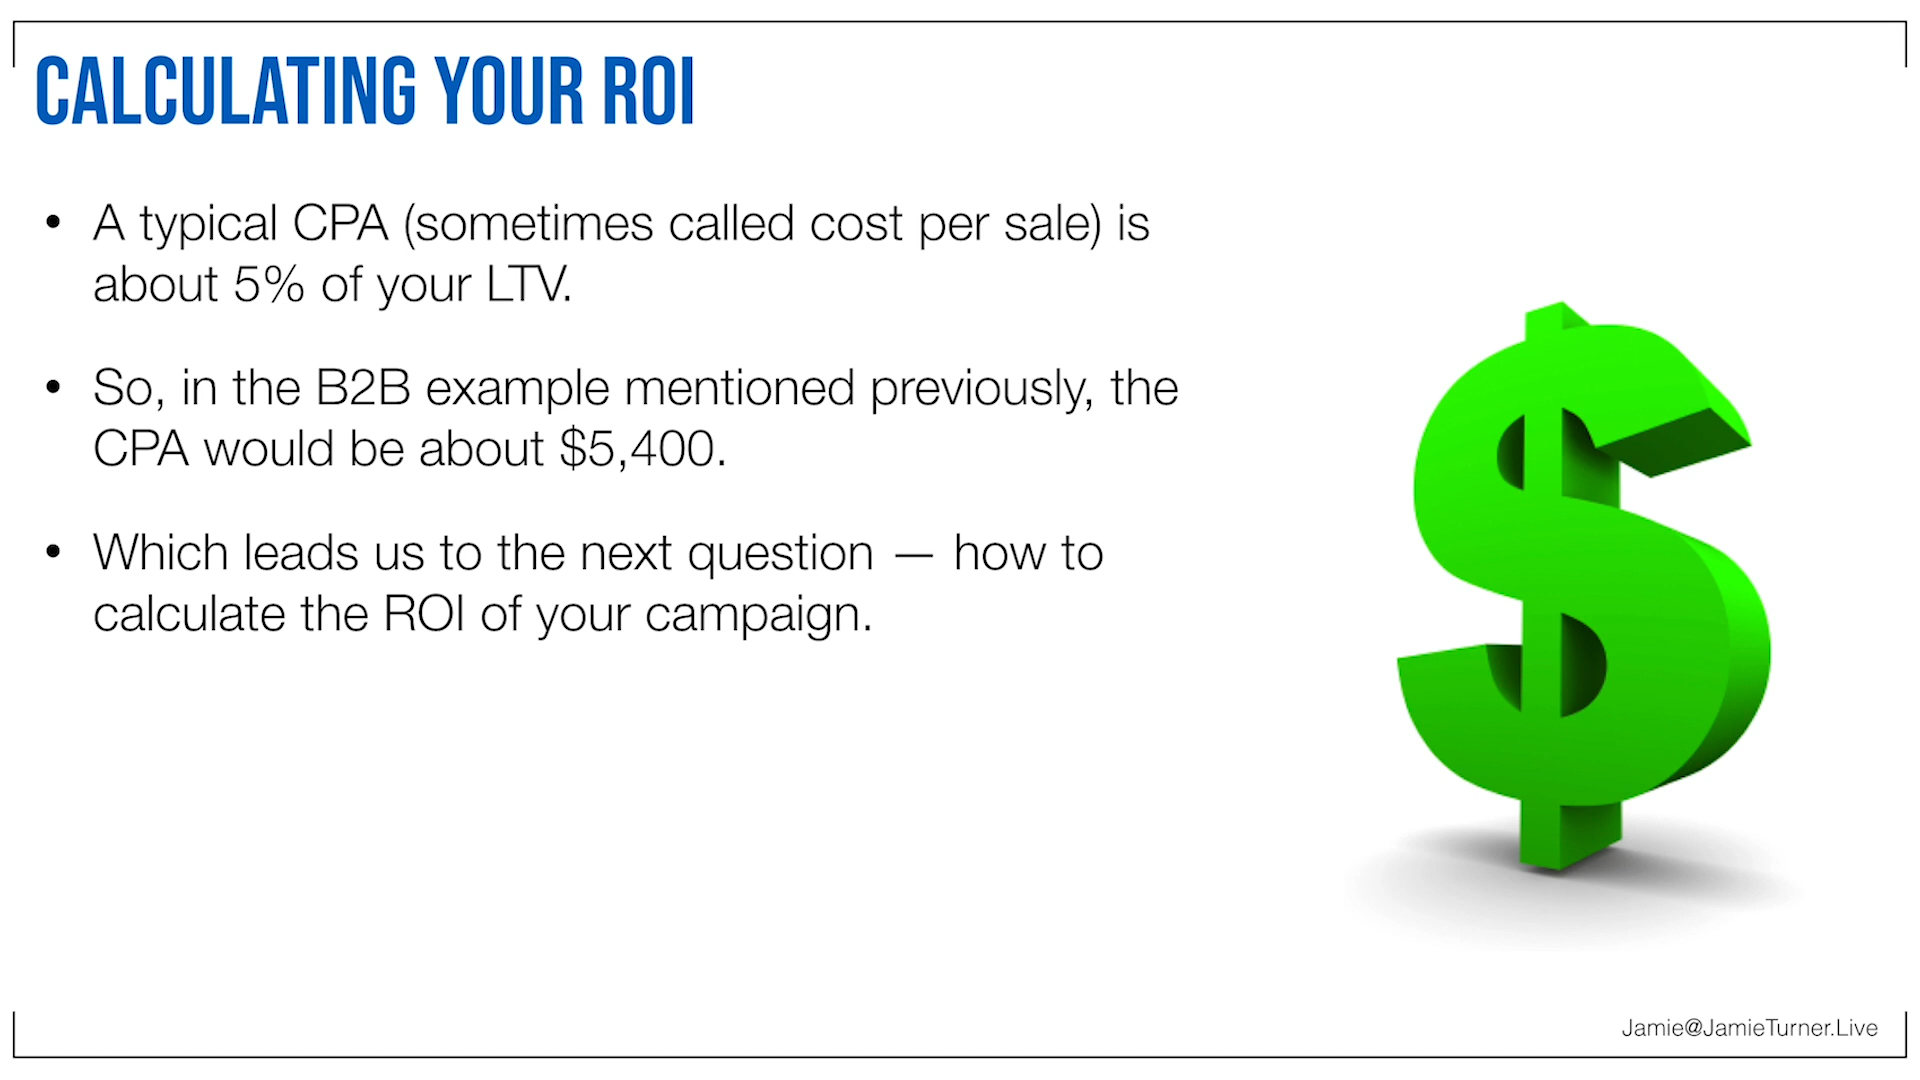 CALCULATING YOUR ROI
• A typical CPA (sometimes called cost per sale) is
about 5% of your LTV.
• So, in the B2B example mentioned previously, the
CPA would be about $5,400.
• Which leads us to the next question — how to
calculate the ROI of your campaign.
Jamie@JamieTurner.Live